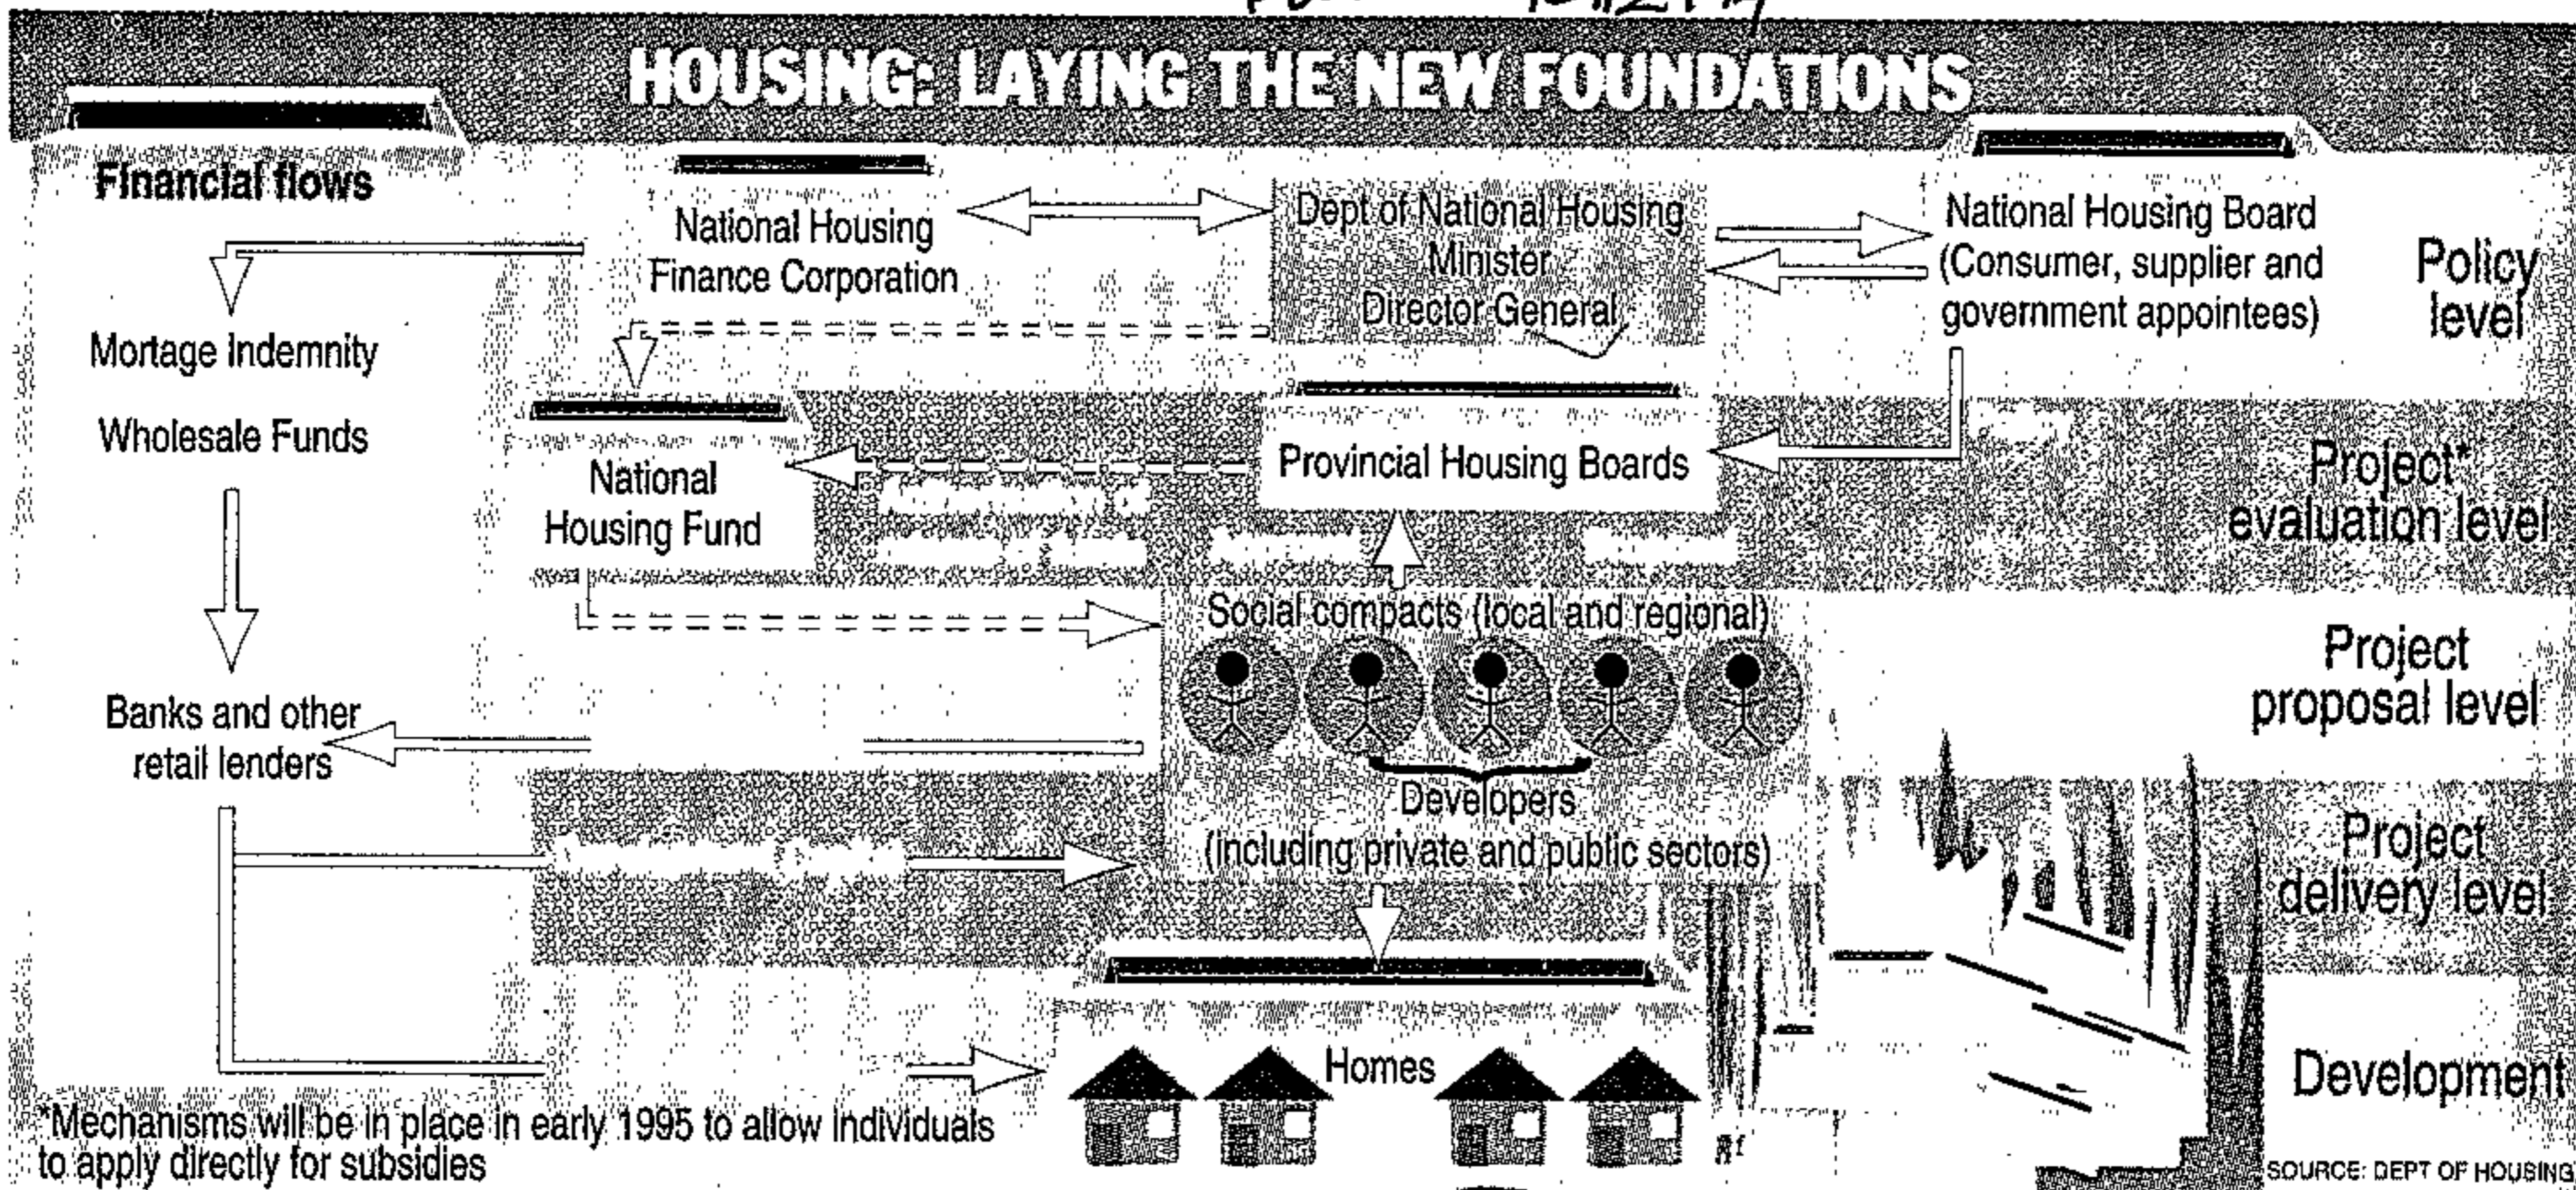 HOUSING: LAYING THE NEW FOUNDATIONS
Financial flows
National Housing
Finance Corporation
Dept of National Housing
Minister
Director General
National Housing Board
(Consumer, supplier and
government appointees)
Policy
level
Mortage Indemnity
Wholesale Funds
National
Housing Fund
Provincial Housing Boards
Project*
evaluation level
Social compacts (local and regional)
Project
proposal level
Banks and other
retail lenders
Developers
(including private and public sectors)
Project
delivery level
Homes
Development
*Mechanisms will be in place in early 1995 to allow individuals
to apply directly for subsidies
SOURCE: DEPT OF HOUSING